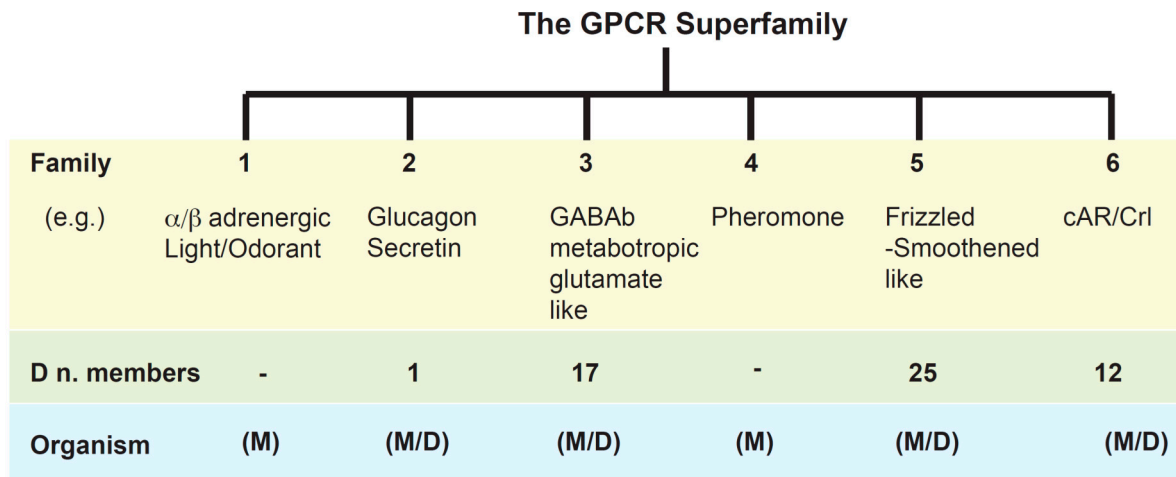 The GPCR Superfamily
Family 1 2 3 4 5 6
(e.g.) α/β adrenergic Glucagon GABAb Pheromone Frizzled cAR/Crl
Light/Odorant Secretin metabotropic -Smoothened
glutamate like
like
D n. members - 1 17 - 25 12
Organism (M) (M/D) (M/D) (M) (M/D) (M/D)